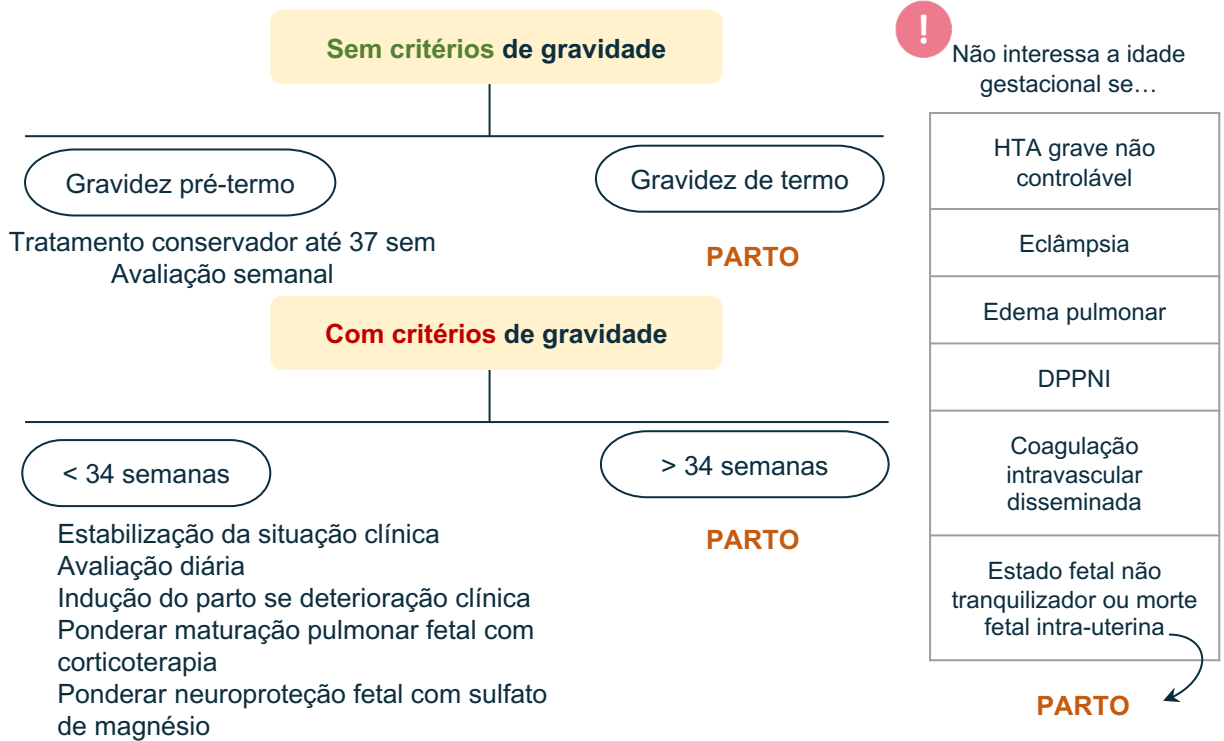 Sem critérios de gravidade
Gravidez pré-termo
Tratamento conservador até 37 sem
Avaliação semanal
Gravidez de termo
PARTO
Com critérios de gravidade
< 34 semanas
Estabilização da situação clínica
Avaliação diária
Indução do parto se deterioração clínica
Ponderar maturação pulmonar fetal com
corticoterapia
Ponderar neuroproteção fetal com sulfato
de magnésio
> 34 semanas
PARTO
!
Não interessa a idade
gestacional se…
HTA grave não
controlável
Eclâmpsia
Edema pulmonar
DPPNI
Coagulação
intravascular
disseminada
Estado fetal não
tranquilizador ou morte
fetal intra-uterina
PARTO